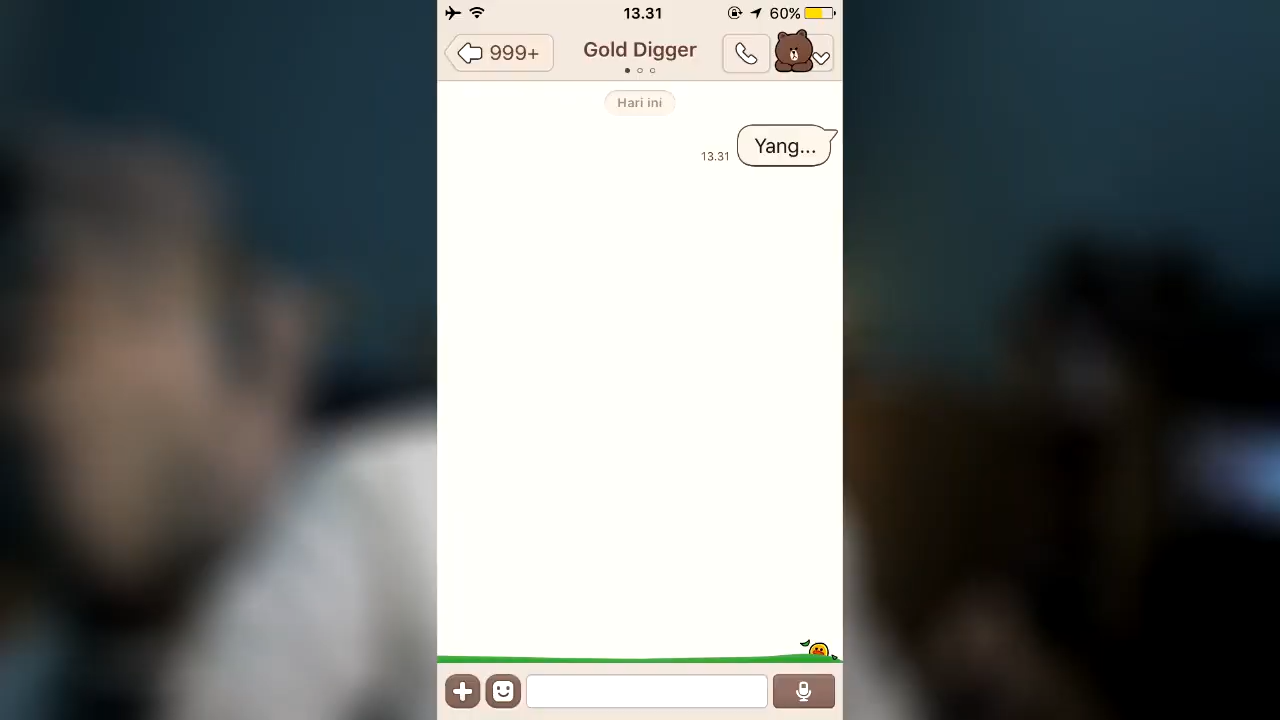 13.31
60%
999+
Gold Digger
Hari ini
Yang...
13.31